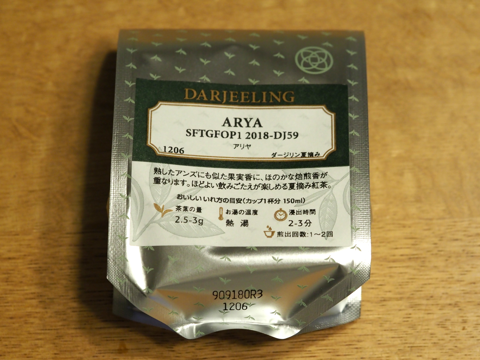 DARJEELING
ARYA
SFTGFOP1 2018-DJ59
アリヤ
1206 ダージリン夏摘み
熟したアンズにも似た果実香に、ほのかな焙煎香が
重なります。ほどよい飲みごたえが楽しめる夏摘み紅茶。
おいしいいれ方の目安(カップ1杯分 150ml)
茶葉の量 お湯の温度 浸出時間
2.5-3g 熱湯 2-3分
煎出回数:1~2回
909180R3
1206